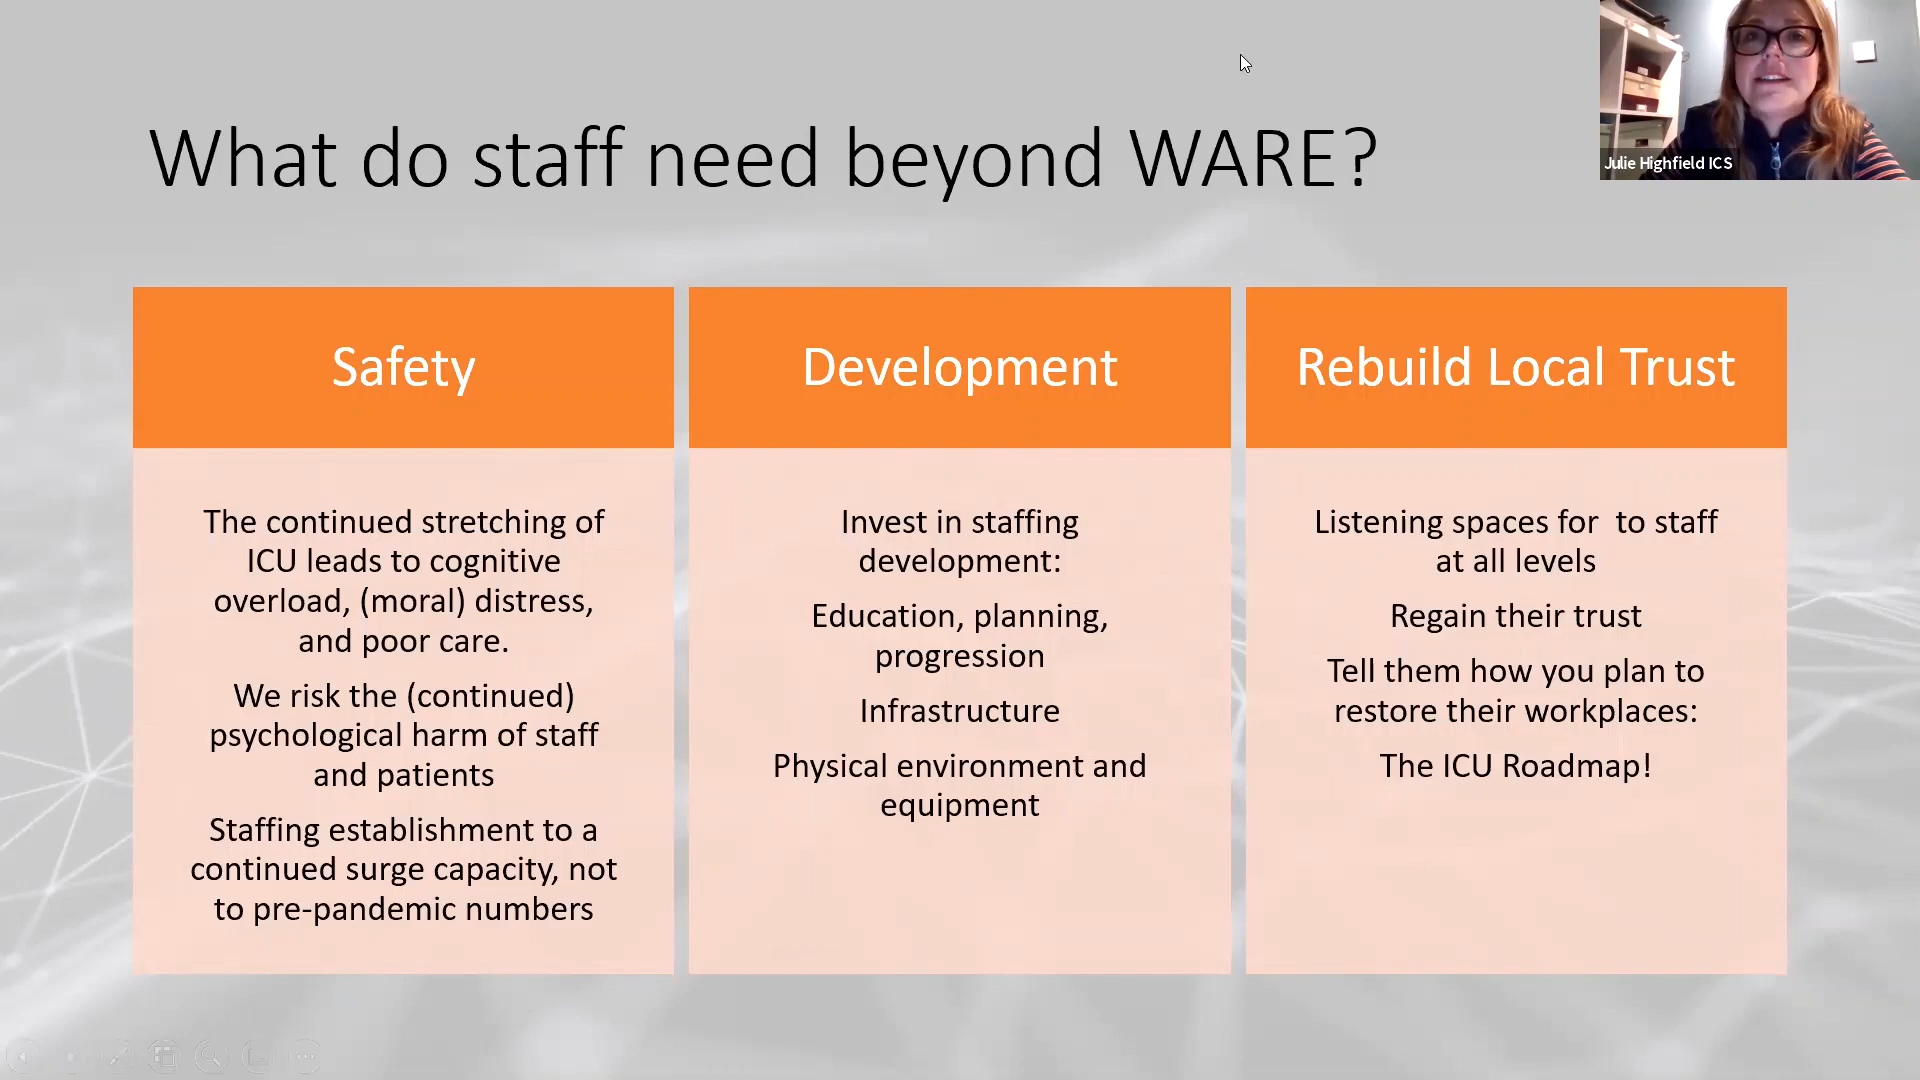 What do staff need beyond WARE?
Julie Highfield ICS
Safety
The continued stretching of
ICU leads to cognitive
overload, (moral) distress,
and poor care.
We risk the (continued)
psychological harm of staff
and patients
Staffing establishment to a
continued surge capacity, not
to pre-pandemic numbers
Development
Invest in staffing
development:
Education, planning,
progression
Infrastructure
Physical environment and
equipment
Rebuild Local Trust
Listening spaces for  to staff
at all levels
Regain their trust
Tell them how you plan to
restore their workplaces:
The ICU Roadmap!